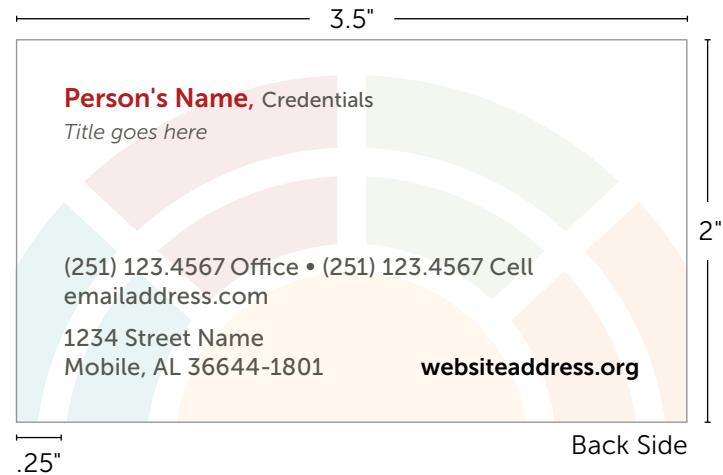 3.5"
Person's Name, Credentials
Title goes here
2"
(251) 123.4567 Office • (251) 123.4567 Cell
emailaddress.com
1234 Street Name
Mobile, AL 36644-1801
websiteaddress.org
Back Side
.25"